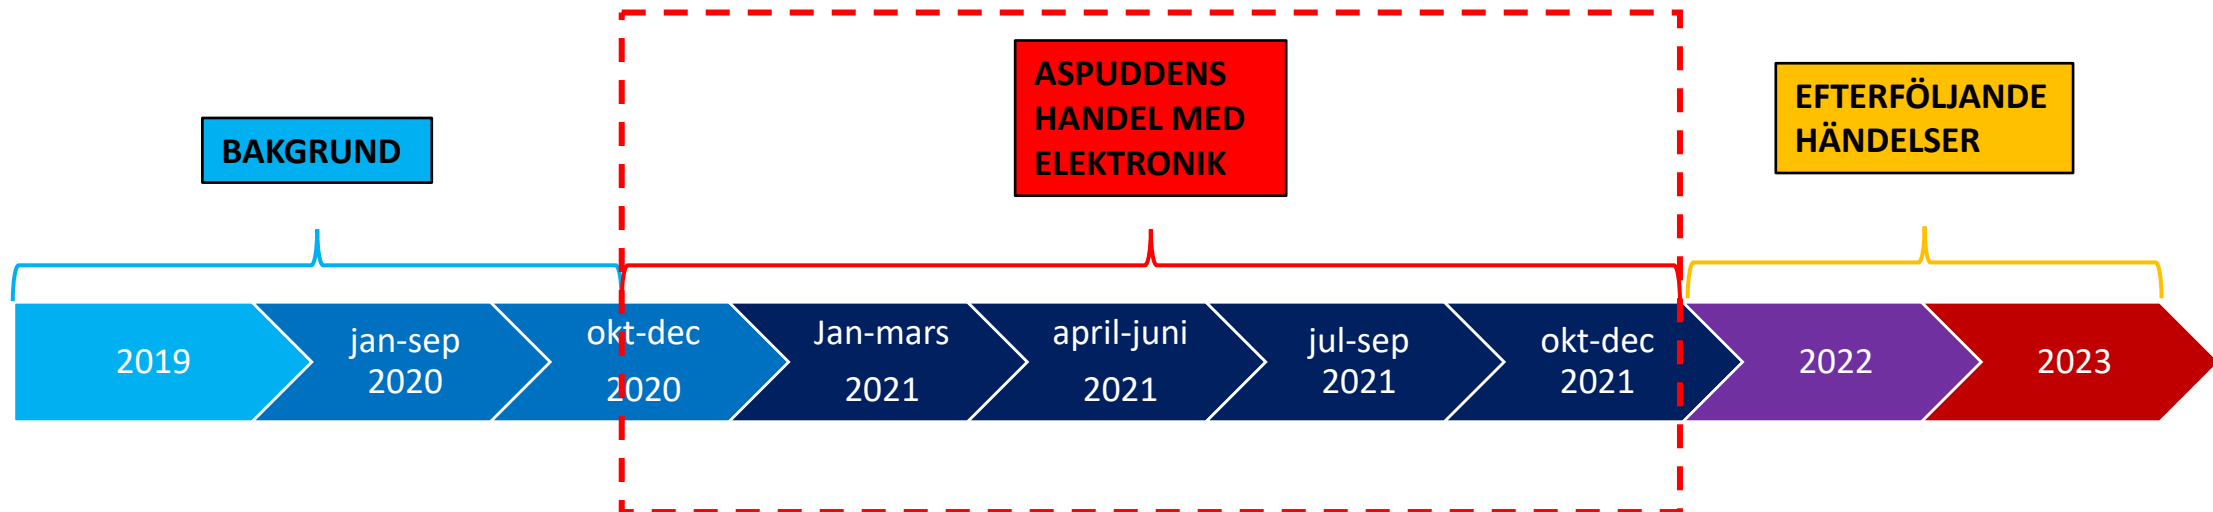 BAKGRUND
ASPUDDENS
HANDEL MED
ELEKTRONIK
EFTERFÖLJANDE
HÄNDELSER
2019
jan-sep
2020
okt-dec
2020
Jan-mars
2021
april-juni
2021
jul-sep
2021
okt-dec
2021
2022
2023